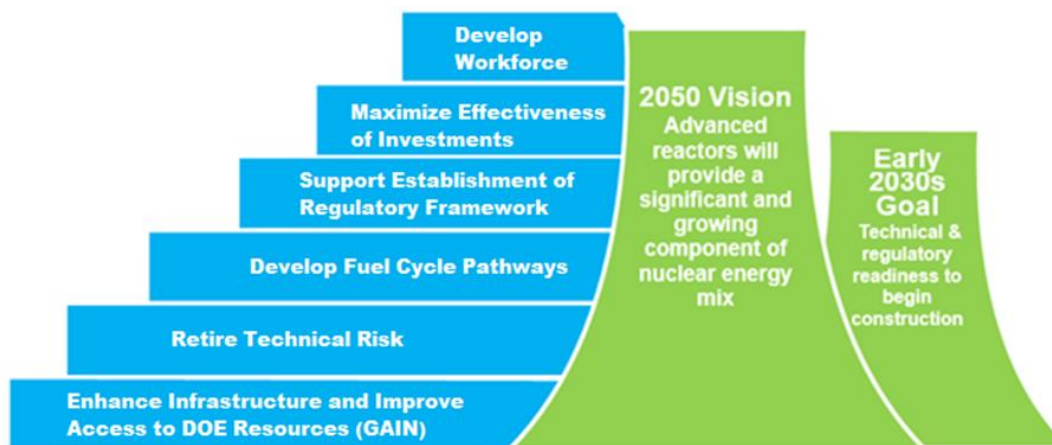 Develop
Workforce
Maximize Effectiveness
of Investments
Support Establishment of
Regulatory Framework
Develop Fuel Cycle Pathways
Retire Technical Risk
Enhance Infrastructure and Improve
Access to DOE Resources (GAIN)
2050 Vision
Advanced
reactors will
provide a
significant and
growing
component of
nuclear energy
mix
Early
2030s
Goal
Technical &
regulatory
readiness to
begin
construction